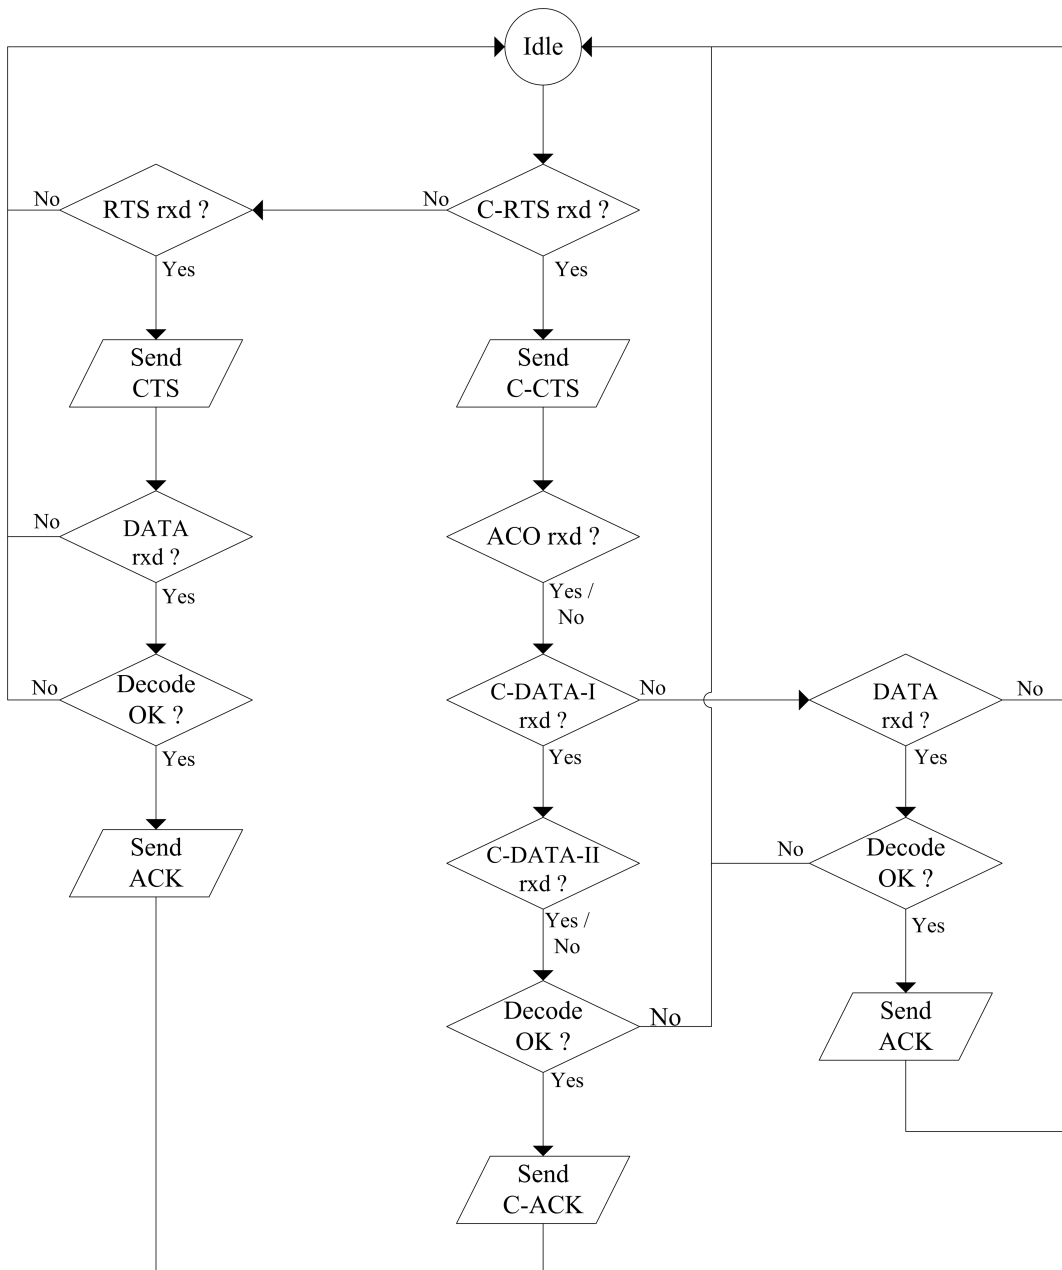 Idle
No
RTS rxd ?
No
C-RTS rxd ?
Yes
Yes
Send
CTS
Send
C-CTS
No
DATA
rxd ?
ACO rxd ?
Yes
Yes /
No
No
Decode
OK ?
C-DATA-I
rxd ?
No
DATA
rxd ?
No
Yes
Yes
Yes
Send
ACK
C-DATA-II
rxd ?
No
Decode
OK ?
Yes /
No
Yes
Decode
OK ?
No
Send
ACK
Yes
Send
C-ACK